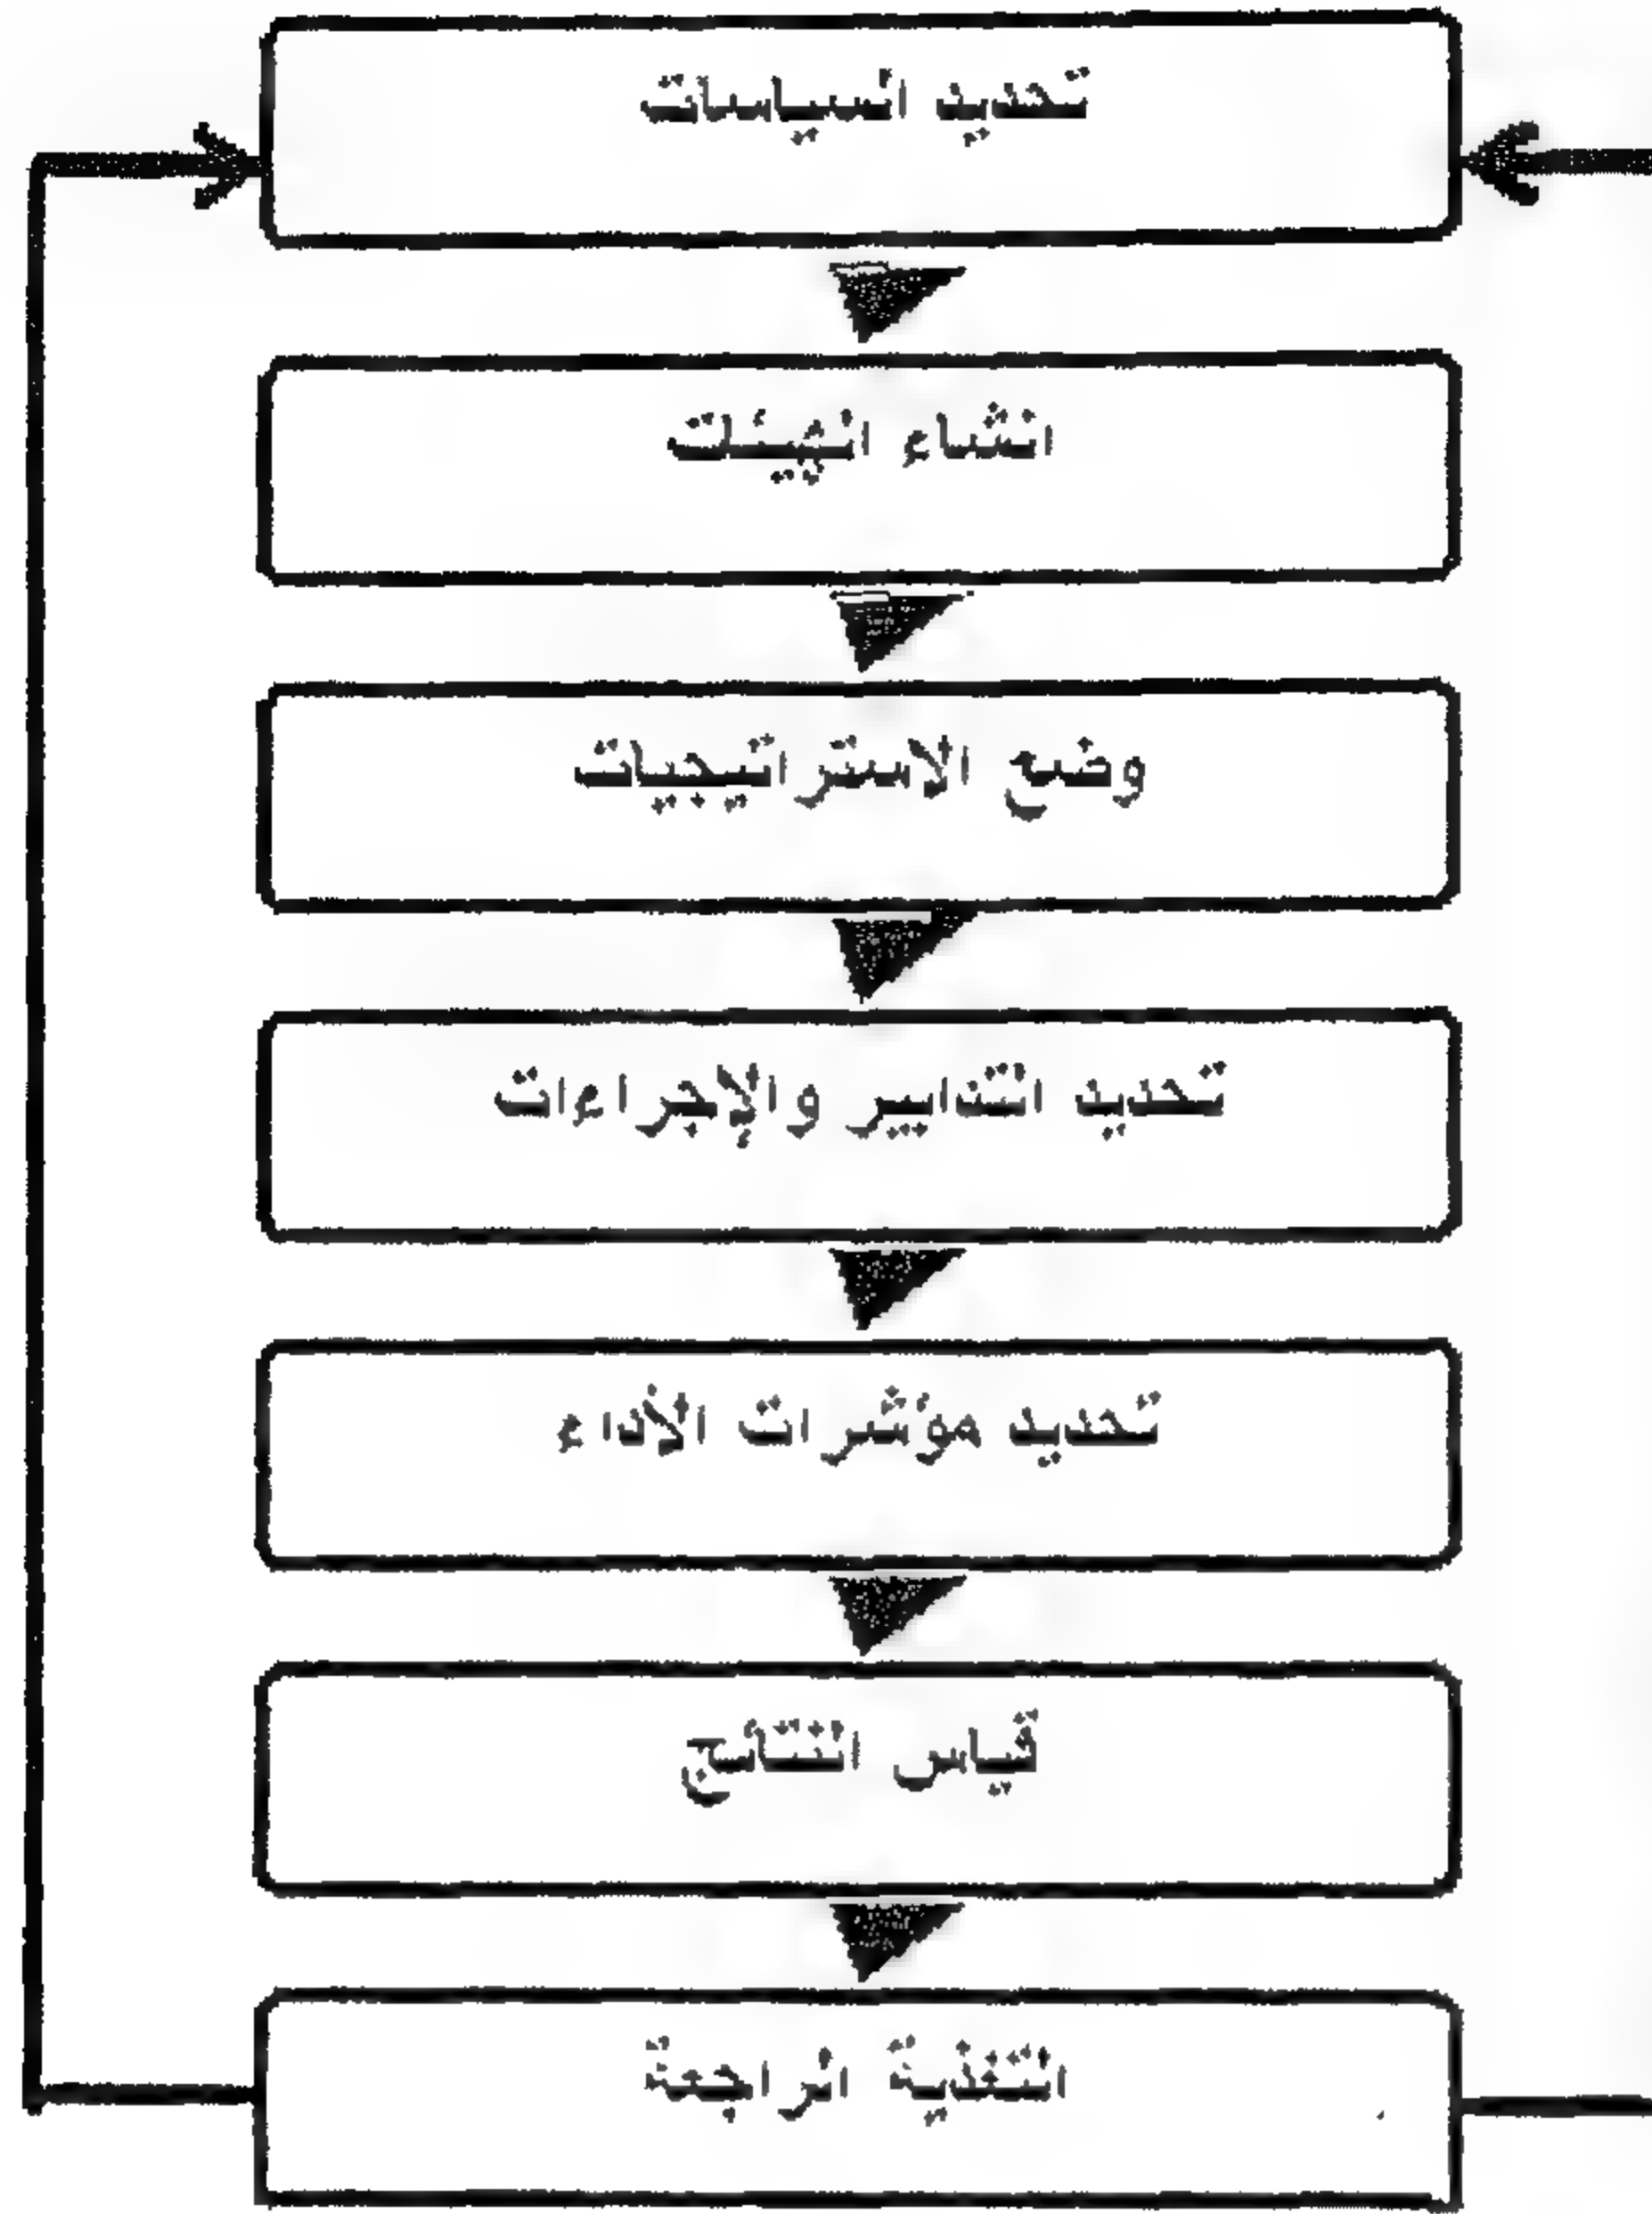 تحديد السياسات
انشاء الهيئات
وضع الاستراتيجيات
تحديد التدابير والإجراءات
تحديد مؤشرات الأداء
قياس النتائج
التغذية الراجعة